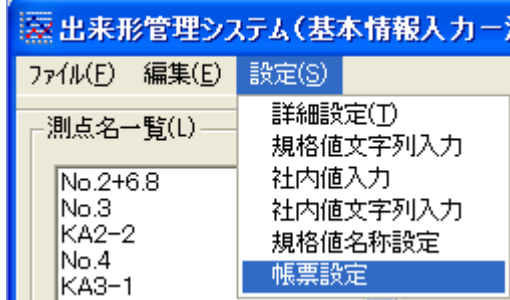 出来形管理システム(基本情報入力ー
ファイル(F) 編集(E) 設定(S)
測点名一覧(L)
No.2+6.8
No.3
KA2-2
No.4
KA3-1
詳細設定(T)
規格値文字列入力
社内値入力
社内値文字列入力
規格値名称設定
帳票設定